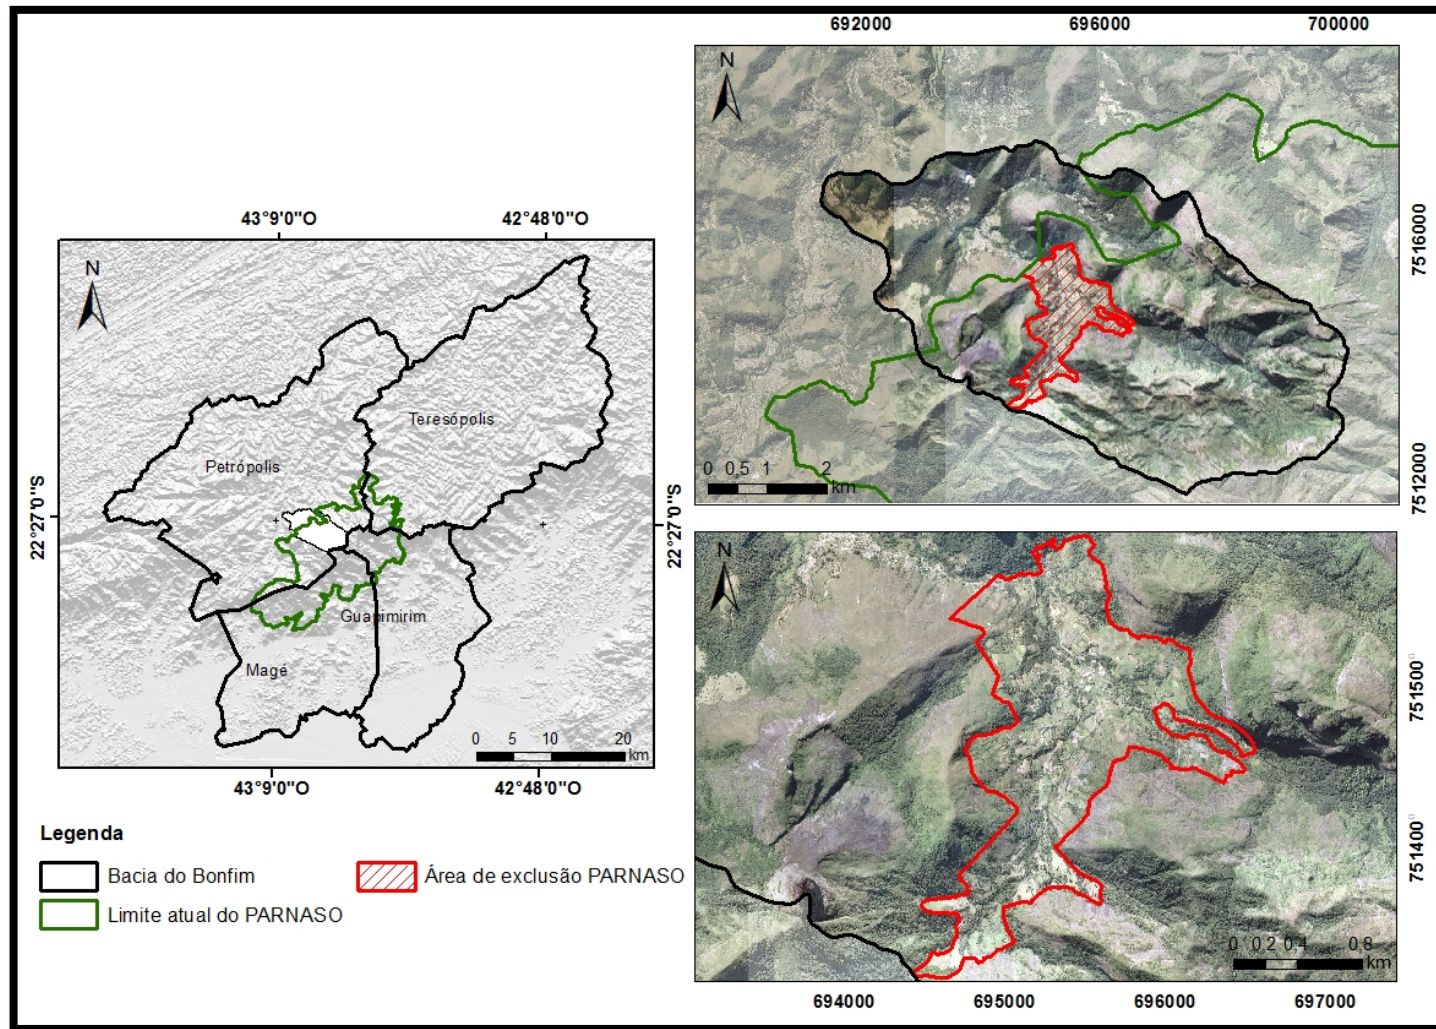 692000 696000 700000
N
7516000
7512000
0 0,5 1 2
km
43°9'0"O 42°48'0"O
N
22°27'0"S
22°27'0"S
Teresópolis
Petrópolis
Guapimirim
Magé
0 5 10 20
km
43°9'0"O 42°48'0"O
N
751500
751400
0 0,2 0,4 0,8
km
694000 695000 696000 697000
Legenda
Bacia do Bonfim
Área de exclusão PARNASO
Limite atual do PARNASO